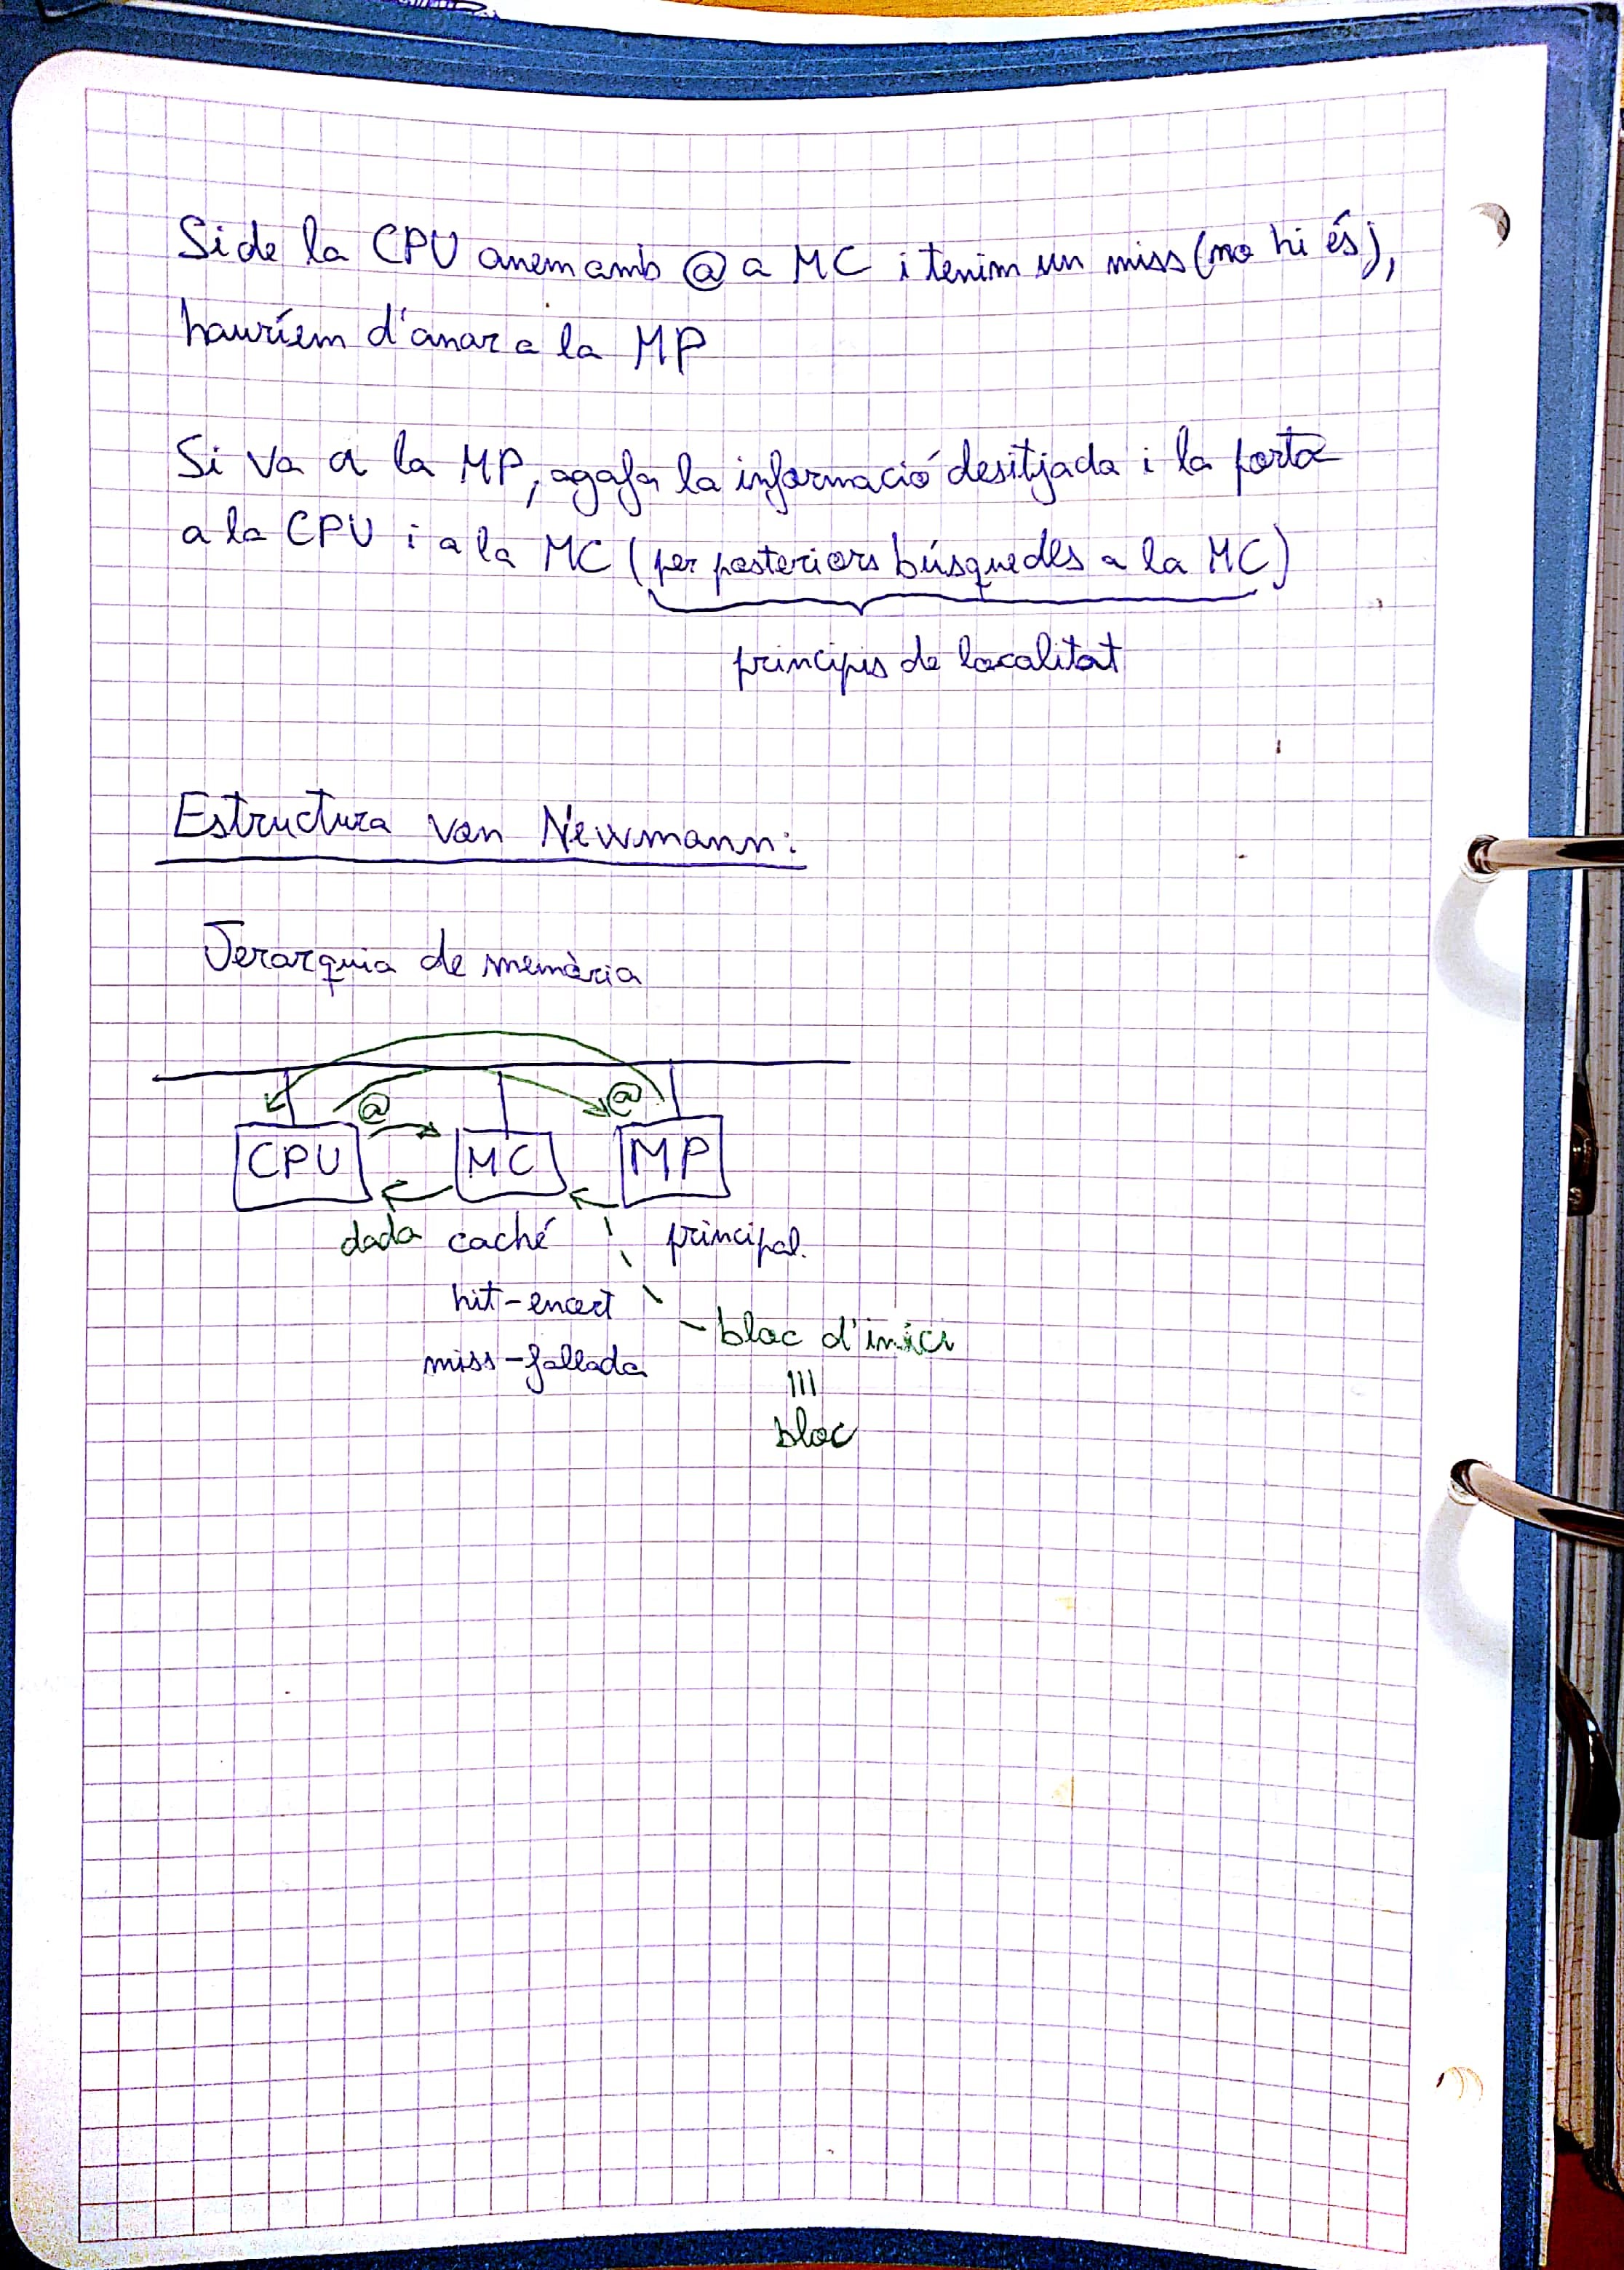 Si de la CPU anem amb @ a MC i tenim un miss (no hi és),
hauríem d'anar a la MP
Si va a la MP, agafa la informació desitjada i la porta
a la CPU i a la MC (per posteriors búsquedes a la MC)
principis de localitat
Estructura von Newmann:
Jerarquia de memòria
@ @
CPU MC MP
dada caché principal.
hit-encert
miss-fallada
bloc d'inici
bloc